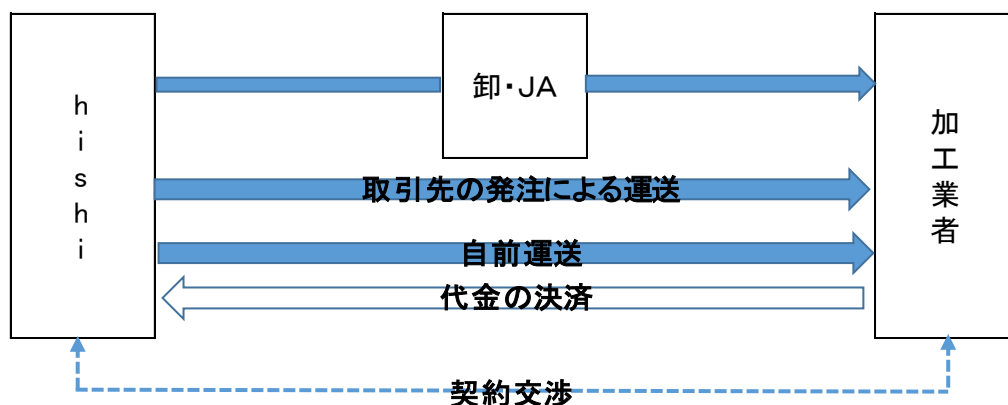 hishi
卸・JA
加工業者
取引先の発注による運送
自前運送
代金の決済
契約交渉